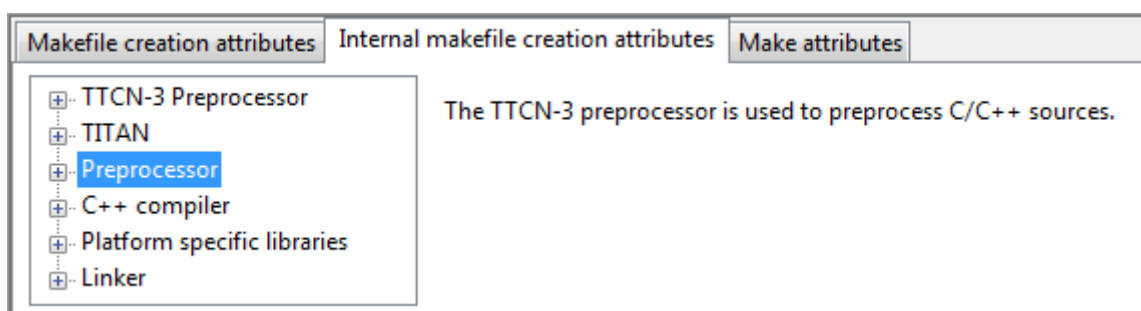 Makefile creation attributes Internal makefile creation attributes Make attributes
TTCN-3 Preprocessor
TITAN
Preprocessor
C++ compiler
Platform specific libraries
Linker
The TTCN-3 preprocessor is used to preprocess C/C++ sources.